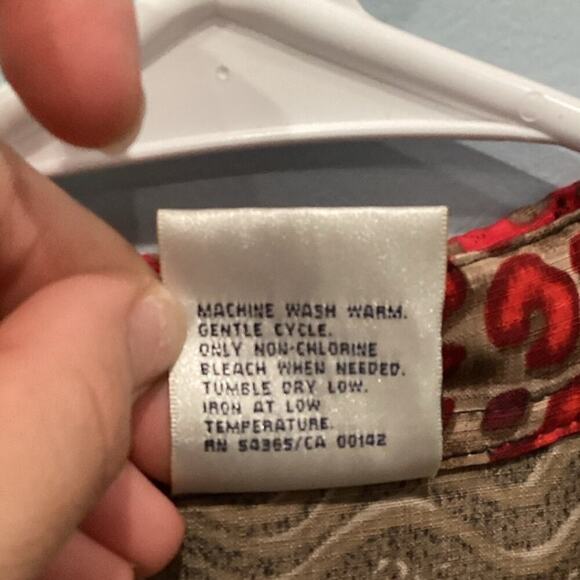 MACHINE WASH WARM.
GENTLE CYCLE.
ONLY NON-CHLORINE
BLEACH WHEN NEEDED.
TUMBLE DRY LOW.
IRON AT LOW
TEMPERATURE.
RN 54365/CA 00142